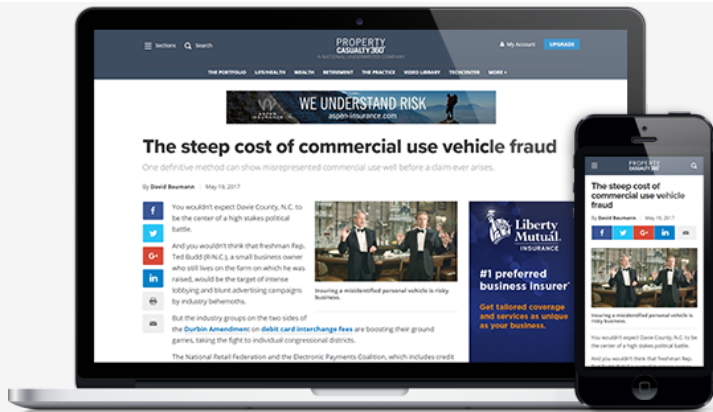 Sections
Search
PROPERTY
CASUALTY360°
A NATIONAL UNDERWRITER COMPANY
My Account
UPGRADE
THE PORTFOLIO LIFE/HEALTH WEALTH RETIREMENT THE PRACTICE VIDEO LIBRARY TECHCENTER MORE
ASPEN
INSURANCE
WE UNDERSTAND RISK
aspen-insurance.com
The steep cost of commercial use vehicle fraud
One definitive method can show misrepresented commercial use well before a claim ever arises.
By David Baumann | May 19, 2017
f
G+
in
You wouldn't expect Davie County, N.C. to
be the center of a high stakes political
battle.
And you wouldn't think that freshman Rep.
Ted Budd (R-N.C.), a small business owner
who still lives on the farm on which he was
raised, would be the target of intense
lobbying and blunt advertising campaigns
by industry behemoths.
But the industry groups on the two sides of
the Durbin Amendment on debit card interchange fees are boosting their ground
games, taking the fight to individual congressional districts.
The National Retail Federation and the Electronic Payments Coalition, which includes credit
Insuring a misidentified personal vehicle is risky
business.
Liberty
Mutual.
INSURANCE
#1 preferred
business insurer*
Get tailored coverage
and services as unique
as your business.
PROPERTY
CASUALTY360°
The steep cost of
commercial use vehicle
fraud
By David Baumann | May 19, 2017
f
G+
in
Insuring a misidentified personal vehicle is
risky business.
You wouldn't expect Davie County, N.C. to be
the center of a high stakes political battle.
And you wouldn't think that freshman Rep.